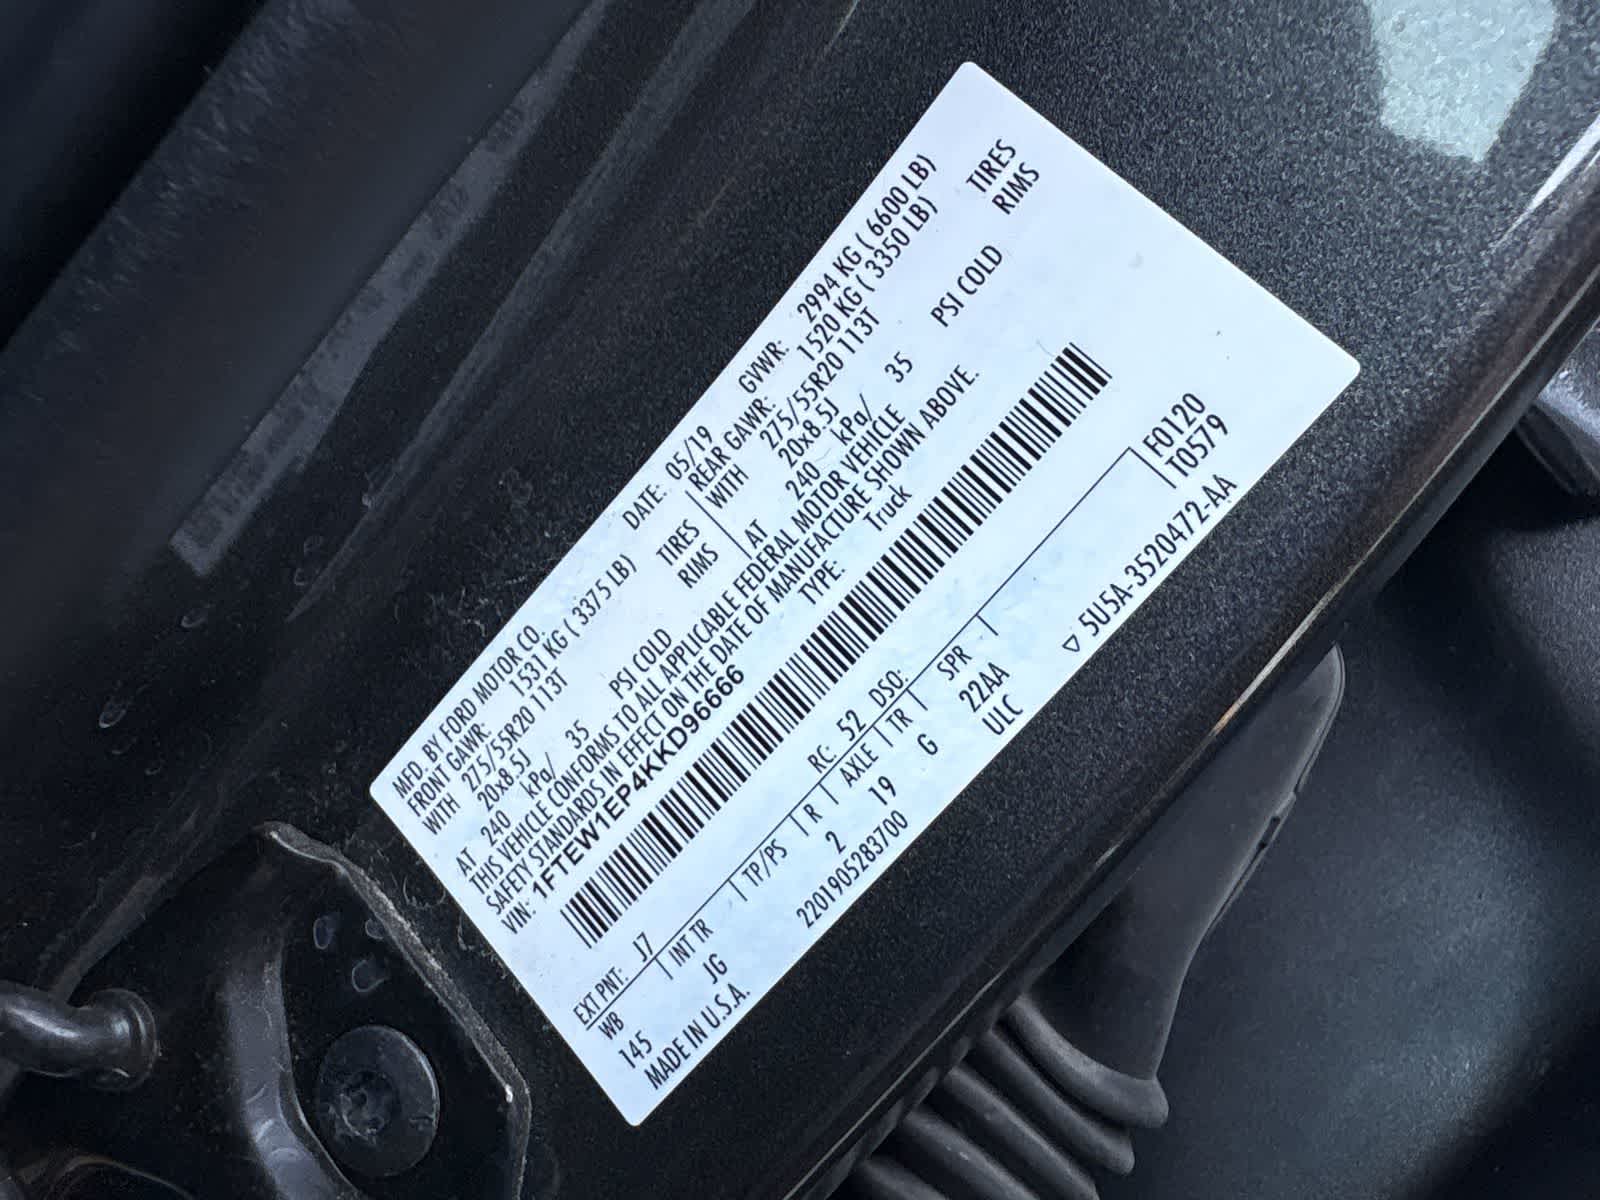 MFD. BY FORD MOTOR CO. DATE: 05/19 GVWR: 2994 KG ( 6600 LB)
FRONT GAWR: 1531 KG ( 3375 LB) REAR GAWR: 1520 KG ( 3350 LB)
WITH 275/55R20 113T TIRES WITH 275/55R20 113T TIRES
20x8.5J RIMS 20x8.5J RIMS
AT 240 kPa/ 35 PSI COLD AT 240 kPa/ 35 PSI COLD
THIS VEHICLE CONFORMS TO ALL APPLICABLE FEDERAL MOTOR VEHICLE
SAFETY STANDARDS IN EFFECT ON THE DATE OF MANUFACTURE SHOWN ABOVE.
VIN: 1FTEW1EP4KKD96666 TYPE: Truck
EXT PNT: J7 RC: 52 DSO: F0120
WB | INT TR | TP/PS | R | AXLE | TR | SPR | T0579
145 JG 2 19 G 22AA
MADE IN U.S.A. 2201905283700 ULC ▽ 5U5A-3520472-AA